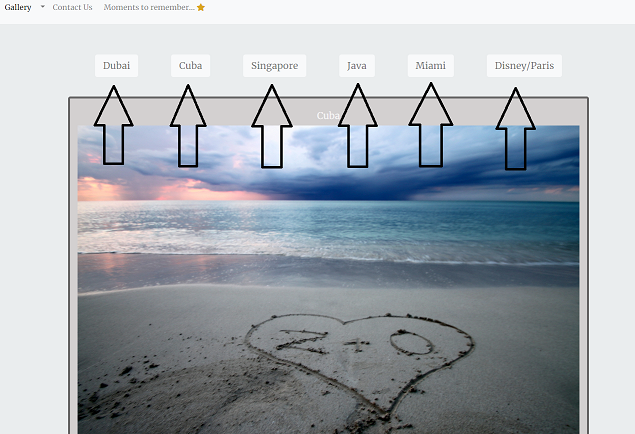 Gallery Contact Us Moments to remember...
Dubai Cuba Singapore Java Miami Disney/Paris
Cuba
Z+O